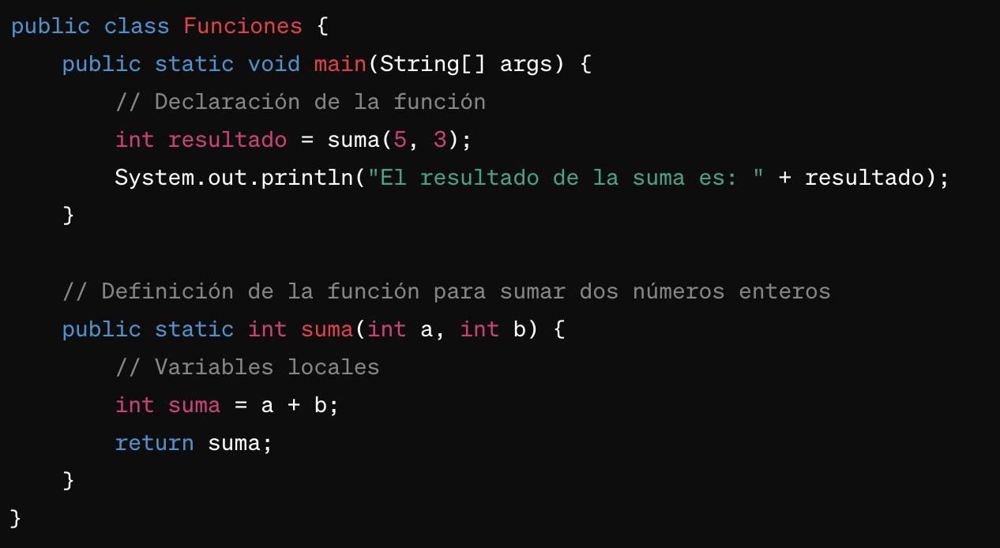 public class Funciones {
    public static void main(String[] args) {
        // Declaración de la función
        int resultado = suma(5, 3);
        System.out.println("El resultado de la suma es: " + resultado);
    }

    // Definición de la función para sumar dos números enteros
    public static int suma(int a, int b) {
        // Variables locales
        int suma = a + b;
        return suma;
    }
}